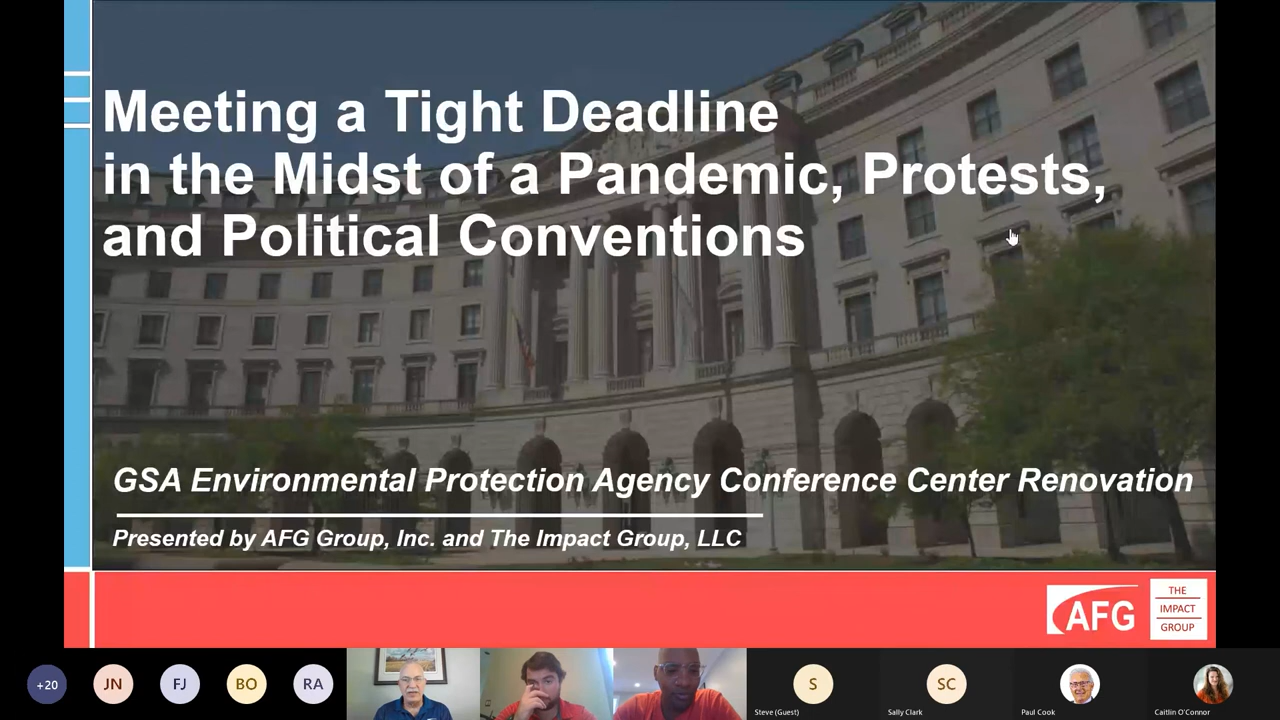 Meeting a Tight Deadline
in the Midst of a Pandemic, Protests,
and Political Conventions
GSA Environmental Protection Agency Conference Center Renovation
Presented by AFG Group, Inc. and The Impact Group, LLC
AFG
THE
IMPACT
GROUP
+20
JN
FJ
BO
RA
S
SC
Steve (Guest)
Sally Clark
Paul Cook
Caitlin O'Connor